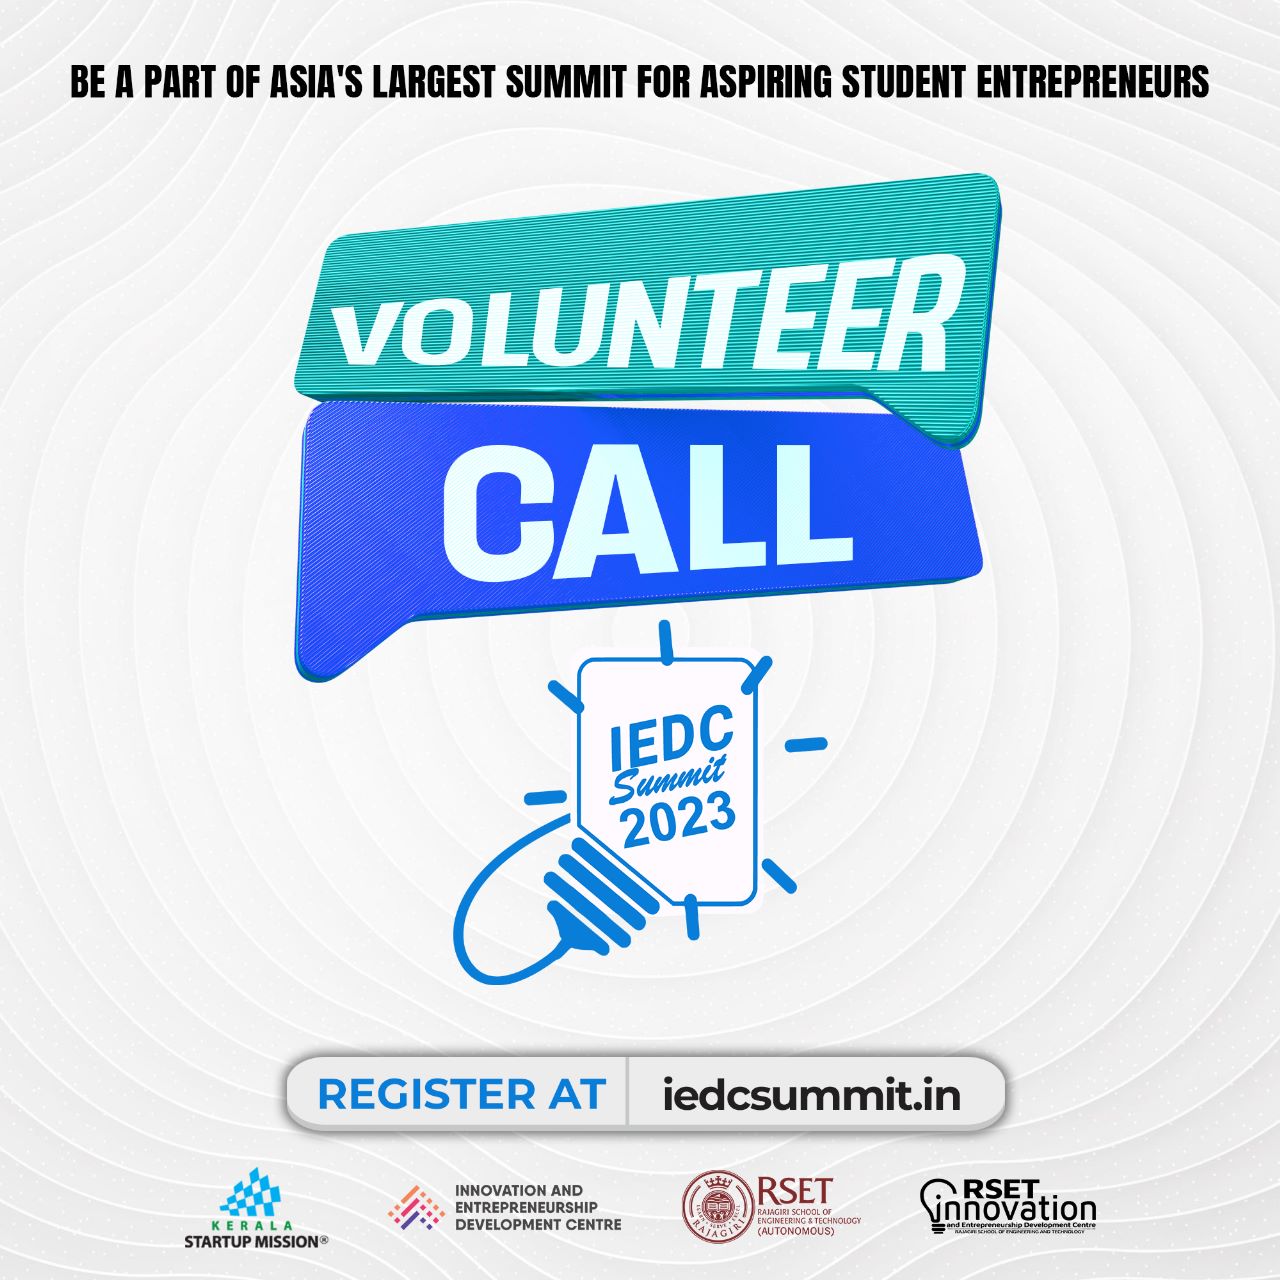 BE A PART OF ASIA'S LARGEST SUMMIT FOR ASPIRING STUDENT ENTREPRENEURS
VOLUNTEER
CALL
IEDC
Summit
2023
REGISTER AT iedcsummit.in
KERALA
STARTUP MISSION®
INNOVATION AND
ENTREPRENEURSHIP
DEVELOPMENT CENTRE
RAJAGIRI
RSET
RAJAGIRI SCHOOL OF
ENGINEERING & TECHNOLOGY
(AUTONOMOUS)
RSET
innovation
and Entrepreneurship Development Centre
RAJAGIRI SCHOOL OF ENGINEERING AND TECHNOLOGY